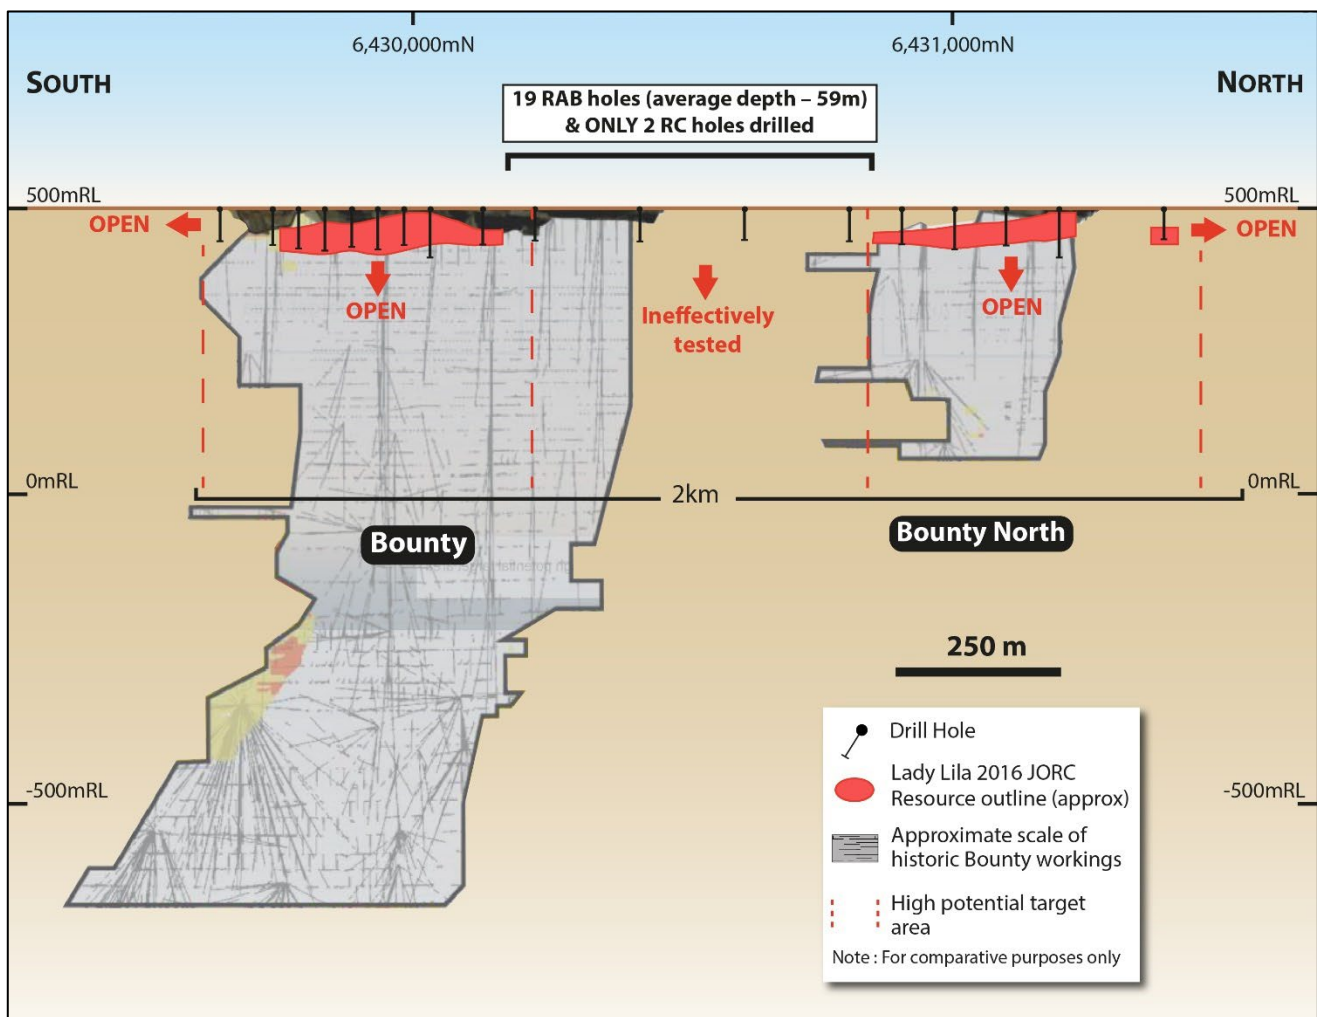 6,430,000mN
6,431,000mN
SOUTH
NORTH
19 RAB holes (average depth – 59m)
& ONLY 2 RC holes drilled
500mRL
500mRL
OPEN
OPEN
OPEN
Ineffectively
tested
OPEN
0mRL
2km
0mRL
Bounty
Bounty North
250 m
-500mRL
-500mRL
Drill Hole
Lady Lila 2016 JORC
Resource outline (approx)
Approximate scale of
historic Bounty workings
High potential target
area
Note : For comparative purposes only